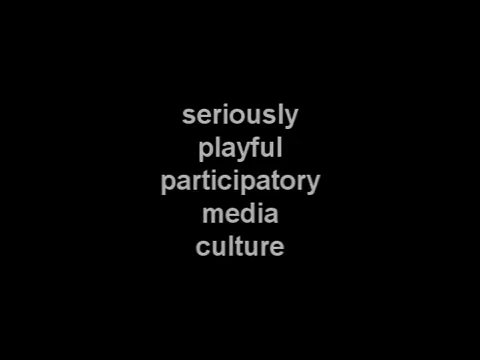 seriously
playful
participatory
media
culture